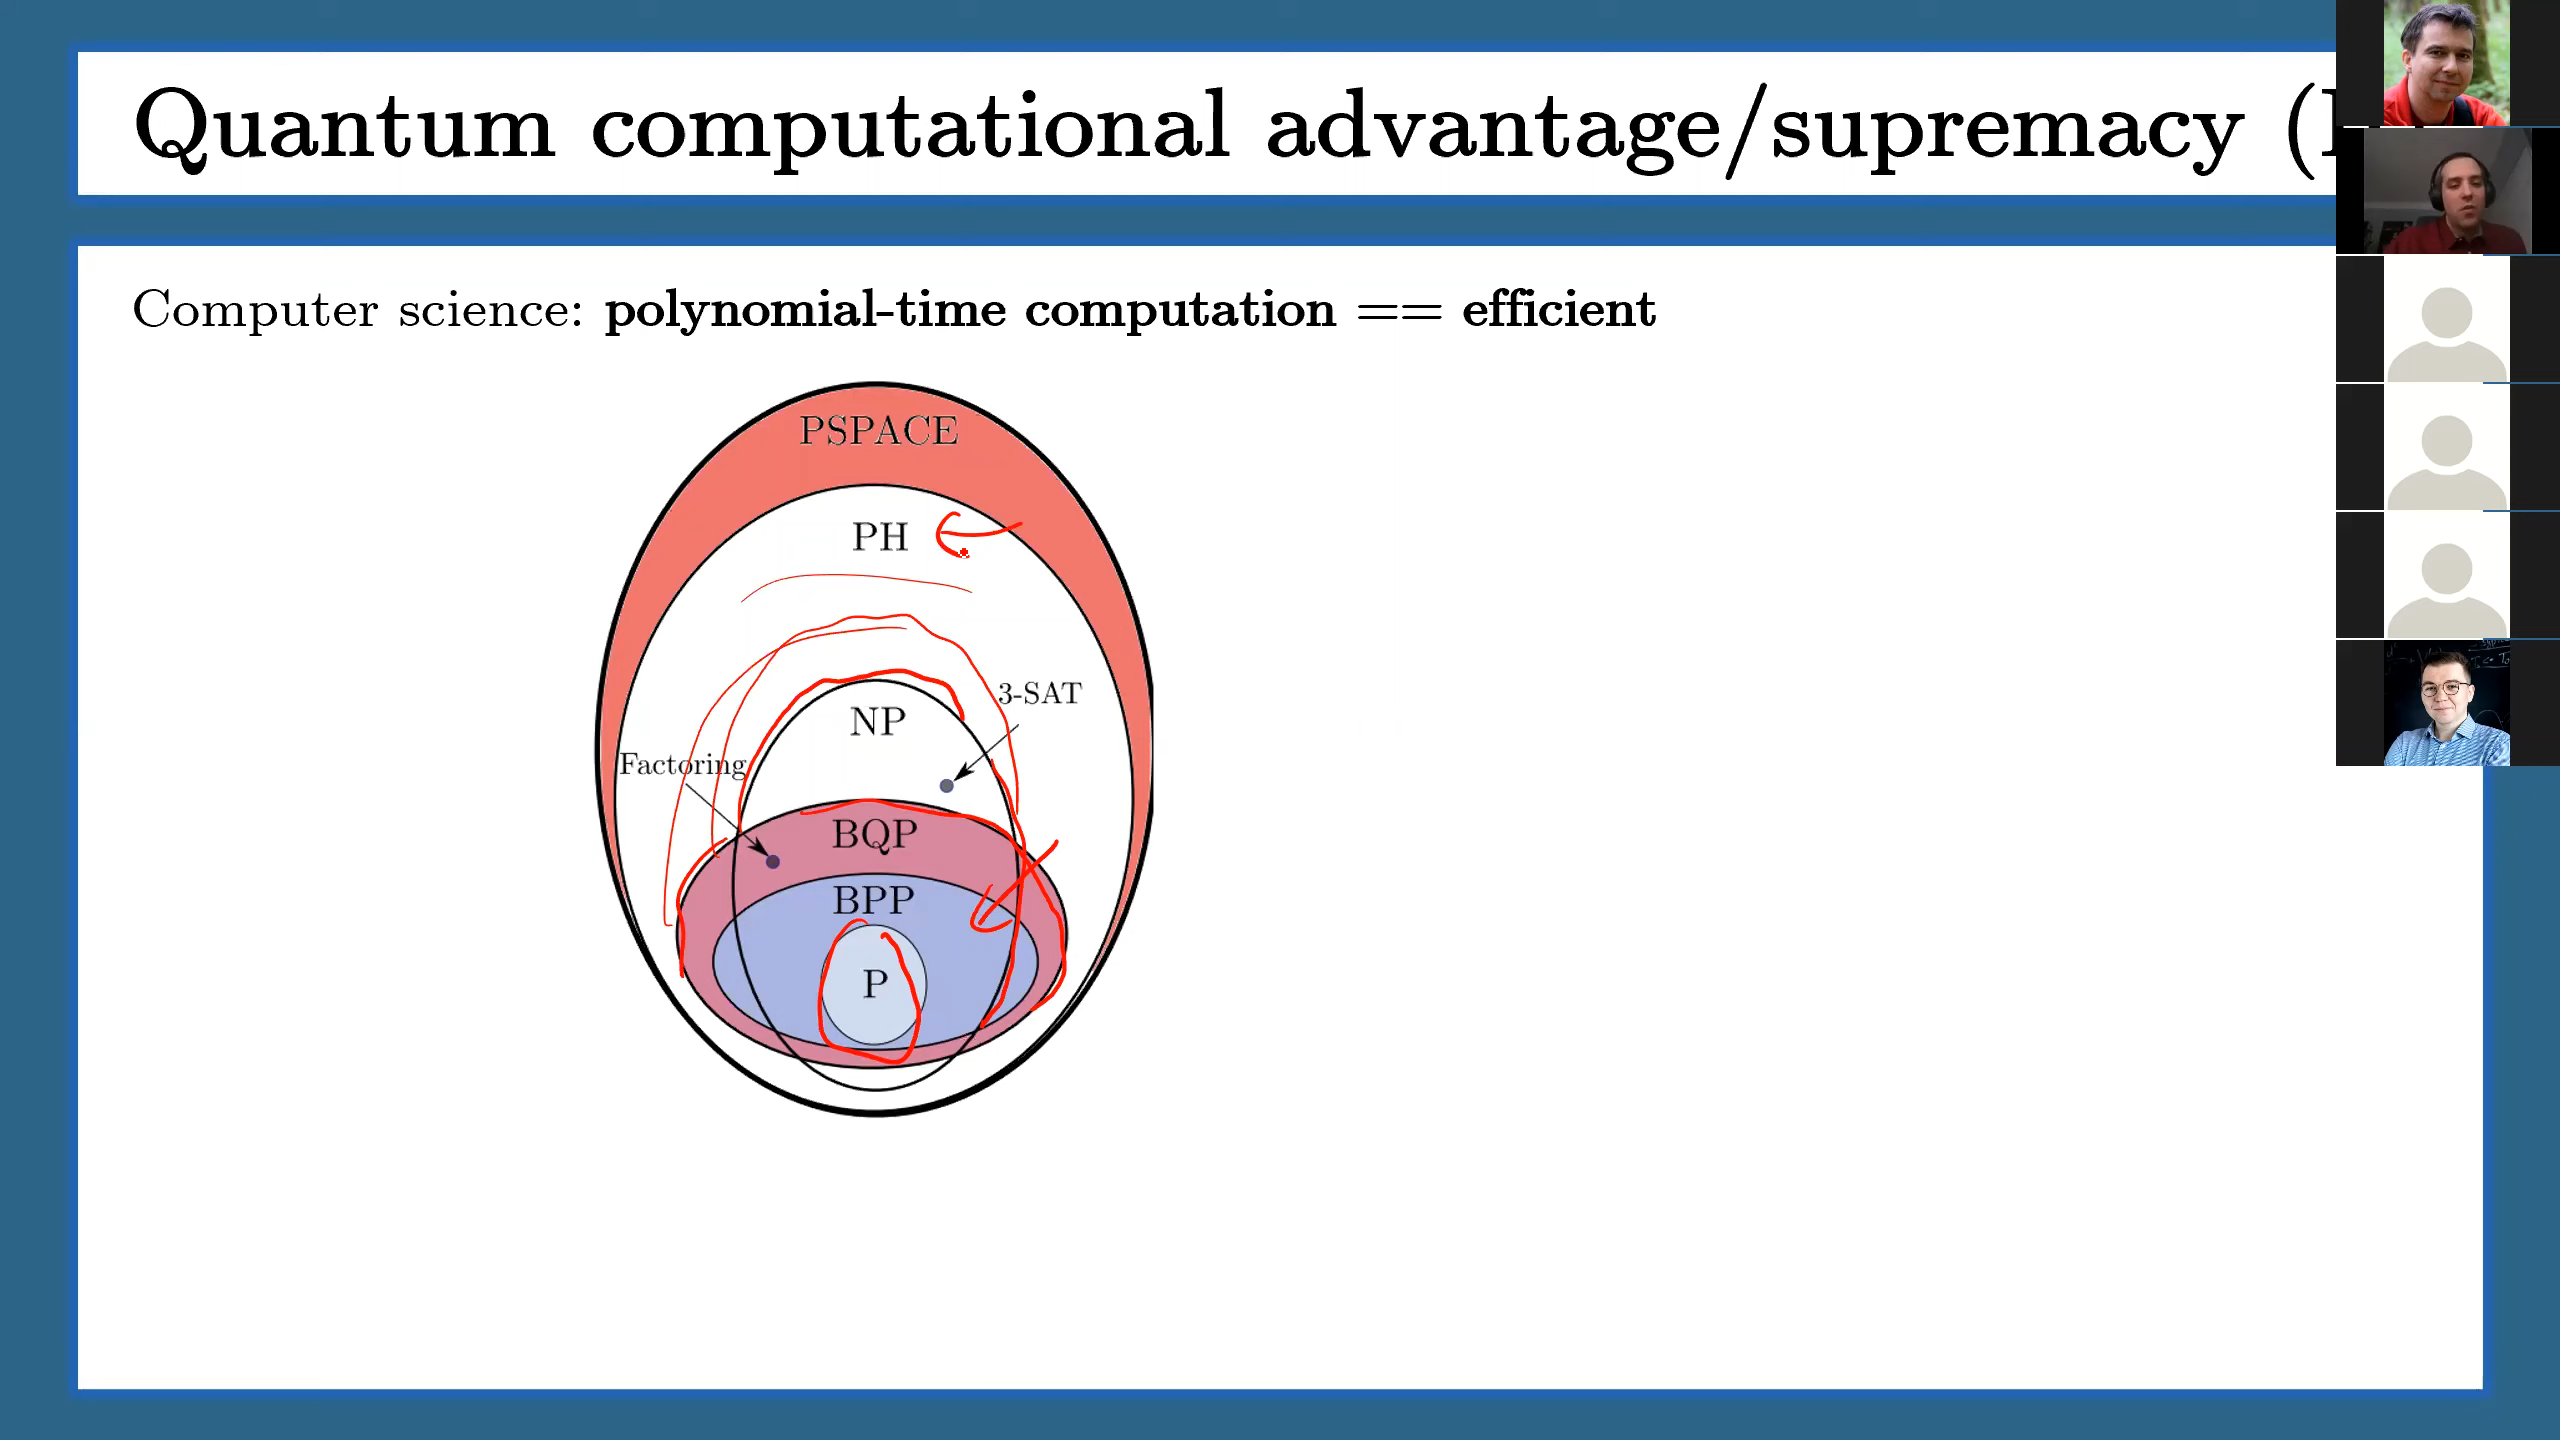 Quantum computational advantage/supremacy (
Computer science: polynomial-time computation == efficient
PSPACE
PH
3-SAT
NP
Factoring
BQP
BPP
P